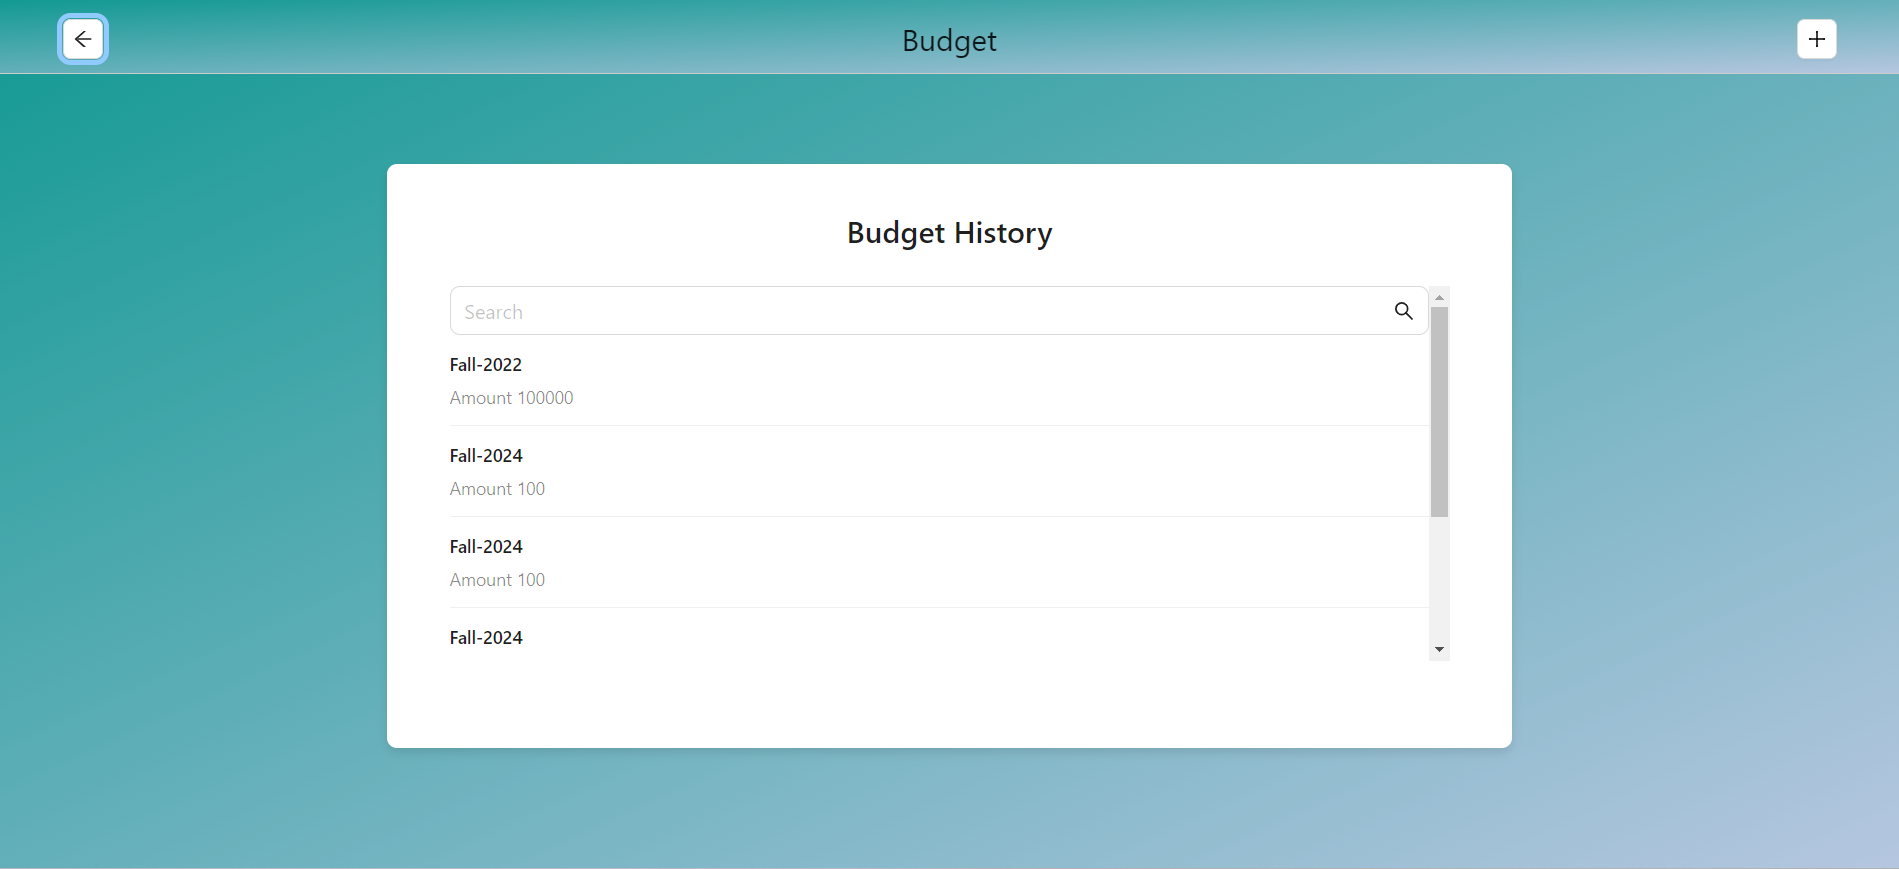 Budget
Budget History
Search
Fall-2022
Amount 100000
Fall-2024
Amount 100
Fall-2024
Amount 100
Fall-2024